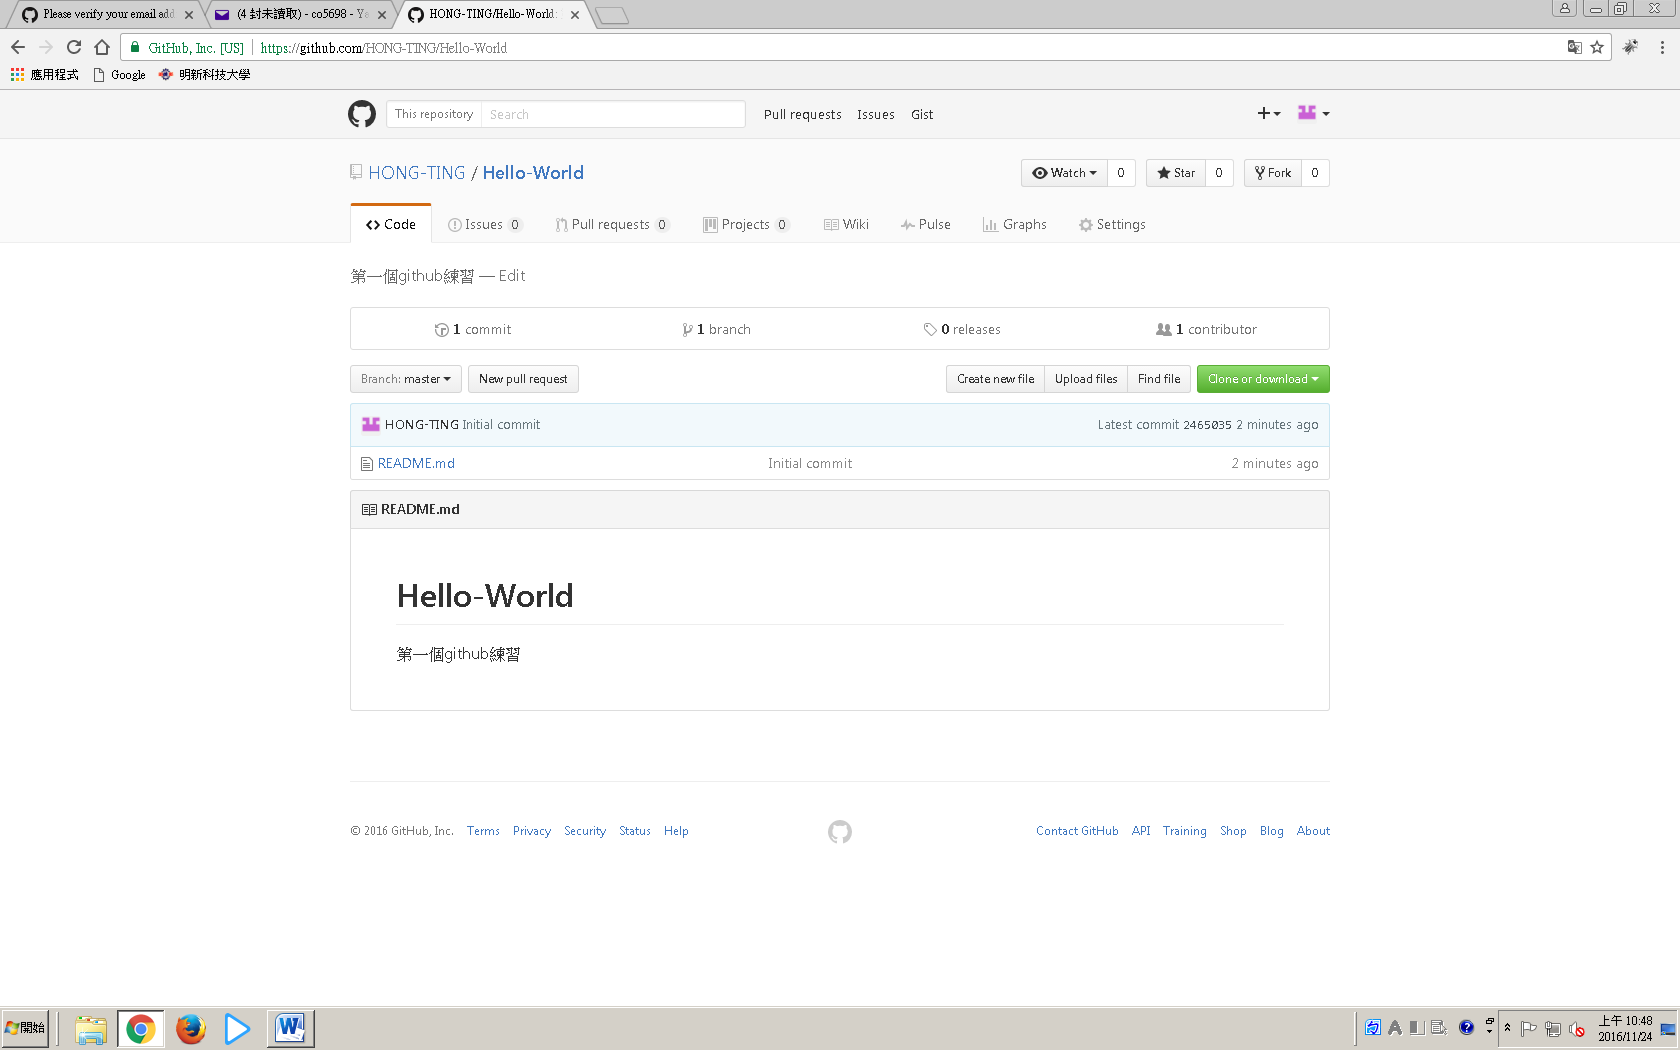 Please verify your email add
(4 封未讀取) - co5698 - Ya
HONG-TING/Hello-World:
GitHub, Inc. [US] https://github.com/HONG-TING/Hello-World
應用程式 Google 明新科技大學
This repository Search Pull requests Issues Gist
HONG-TING / Hello-World
Watch 0 Star 0 Fork 0
Code Issues 0 Pull requests 0 Projects 0 Wiki Pulse Graphs Settings
第一個github練習 — Edit
1 commit 1 branch 0 releases 1 contributor
Branch: master New pull request Create new file Upload files Find file Clone or download
HONG-TING Initial commit Latest commit 2465035 2 minutes ago
README.md Initial commit 2 minutes ago
README.md
Hello-World
第一個github練習
© 2016 GitHub, Inc. Terms Privacy Security Status Help Contact GitHub API Training Shop Blog About
開始
上午 10:48
2016/11/24